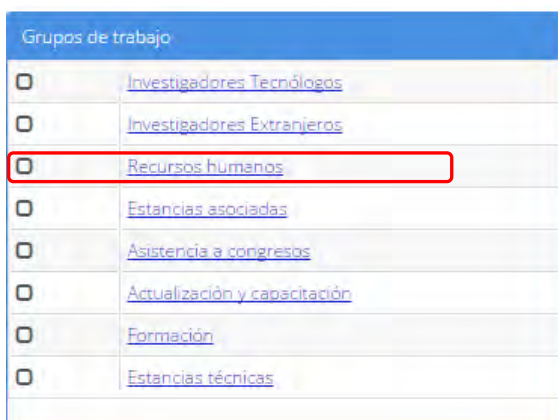 Grupos de trabajo
Investigadores Tecnólogos
Investigadores Extranjeros
Recursos humanos
Estancias asociadas
Asistencia a congresos
Actualización y capacitación
Formación
Estancias técnicas